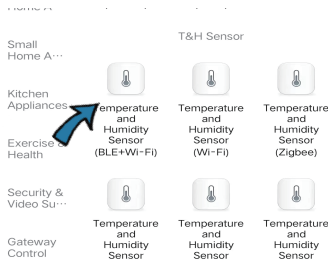 T&H Sensor
Small
Home A···
Kitchen
Appliances
Exercise &
Health
Security &
Video Su···
Gateway
Control
Temperature
and
Humidity
Sensor
(BLE+Wi-Fi)
Temperature
and
Humidity
Sensor
(Wi-Fi)
Temperature
and
Humidity
Sensor
(Zigbee)
Temperature
and
Humidity
Sensor
Temperature
and
Humidity
Sensor
Temperature
and
Humidity
Sensor